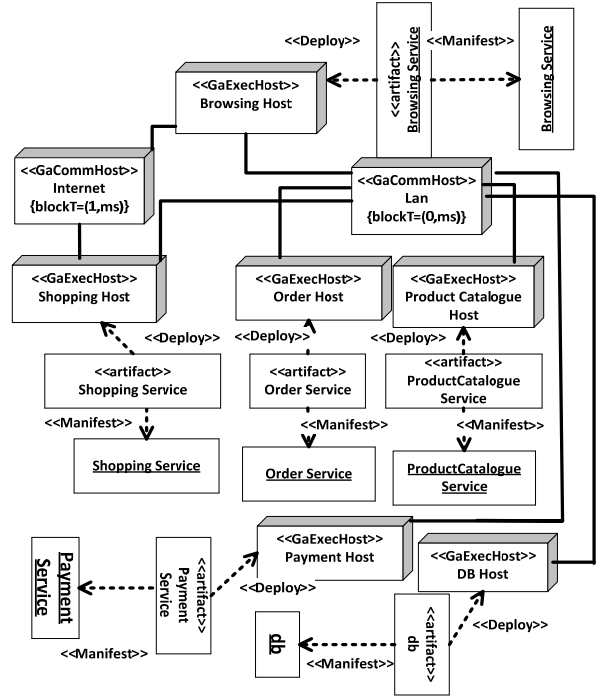 <<Deploy>>
<<artifact>>
Browsing Service
<<Manifest>>
Browsing Service
<<GaExecHost>>
Browsing Host
<<GaCommHost>>
Internet
{blockT=(1,ms)}
<<GaCommHost>>
Lan
{blockT=(0,ms)}
<<GaExecHost>>
Shopping Host
<<GaExecHost>>
Order Host
<<GaExecHost>>
Product Catalogue
Host
<<Deploy>>
<<Deploy>>
<<Deploy>>
<<artifact>>
Shopping Service
<<artifact>>
Order Service
<<artifact>>
ProductCatalogue
Service
<<Manifest>>
<<Manifest>>
<<Manifest>>
Shopping Service
Order Service
ProductCatalogue
Service
<<GaExecHost>>
Payment Host
<<GaExecHost>>
DB Host
Payment
Service
<<artifact>>
Payment
Service
<<Deploy>>
<<Manifest>>
db
<<artifact>>
db
<<Deploy>>
<<Manifest>>